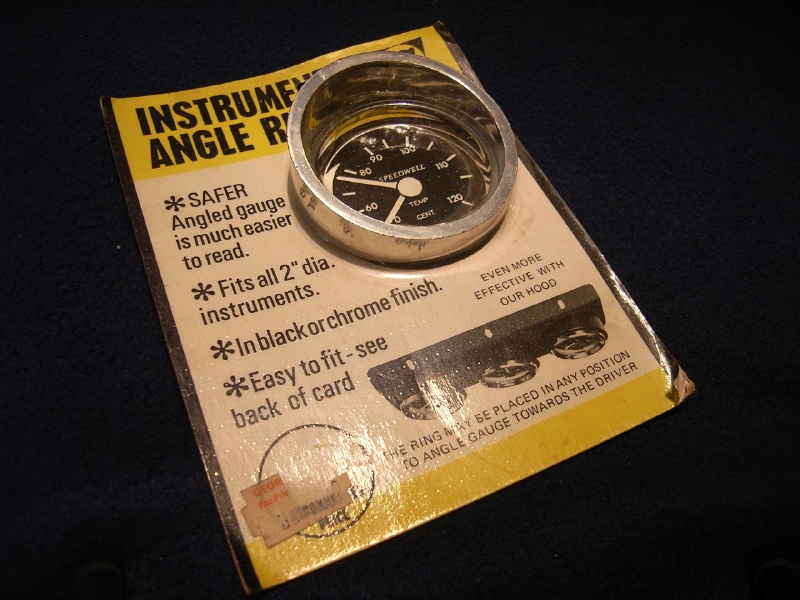 INSTRUME
ANGLE R
90
100
80
110
SPEEDWELL
60
TEMP
120
CENT
* SAFER
Angled gauge
is much easier
to read.
* Fits all 2" dia.
instruments.
* In black or chrome finish.
* Easy to fit - see
back of card
EVEN MORE
EFFECTIVE WITH
OUR HOOD
THE RING MAY BE PLACED IN ANY POSITION
TO ANGLE GAUGE TOWARDS THE DRIVER
PRICE